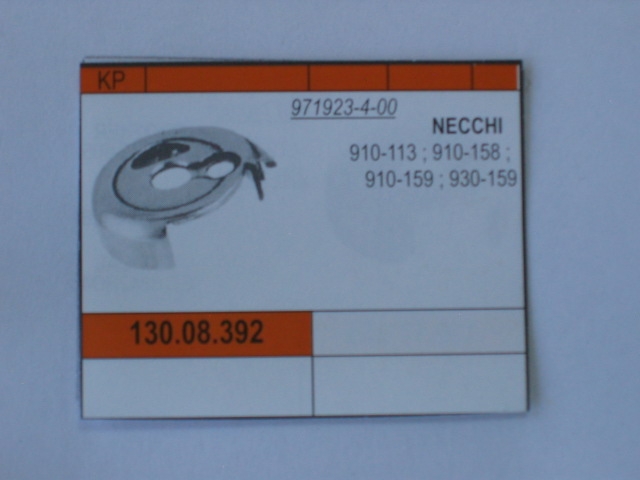 KP
971923-4-00
NECCHI
910-113 ; 910-158 ;
910-159 ; 930-159
130.08.392